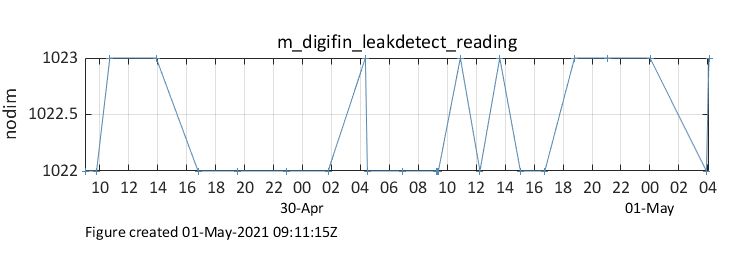 m_digifin_leakdetect_reading
nodim
1023
1022.5
1022
10 12 14 16 18 20 22 00 02 04 06 08 10 12 14 16 18 20 22 00 02 04
30-Apr 01-May
Figure created 01-May-2021 09:11:15Z